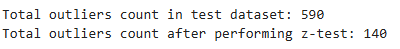 Total outliers count in test dataset: 590
Total outliers count after performing z-test: 140